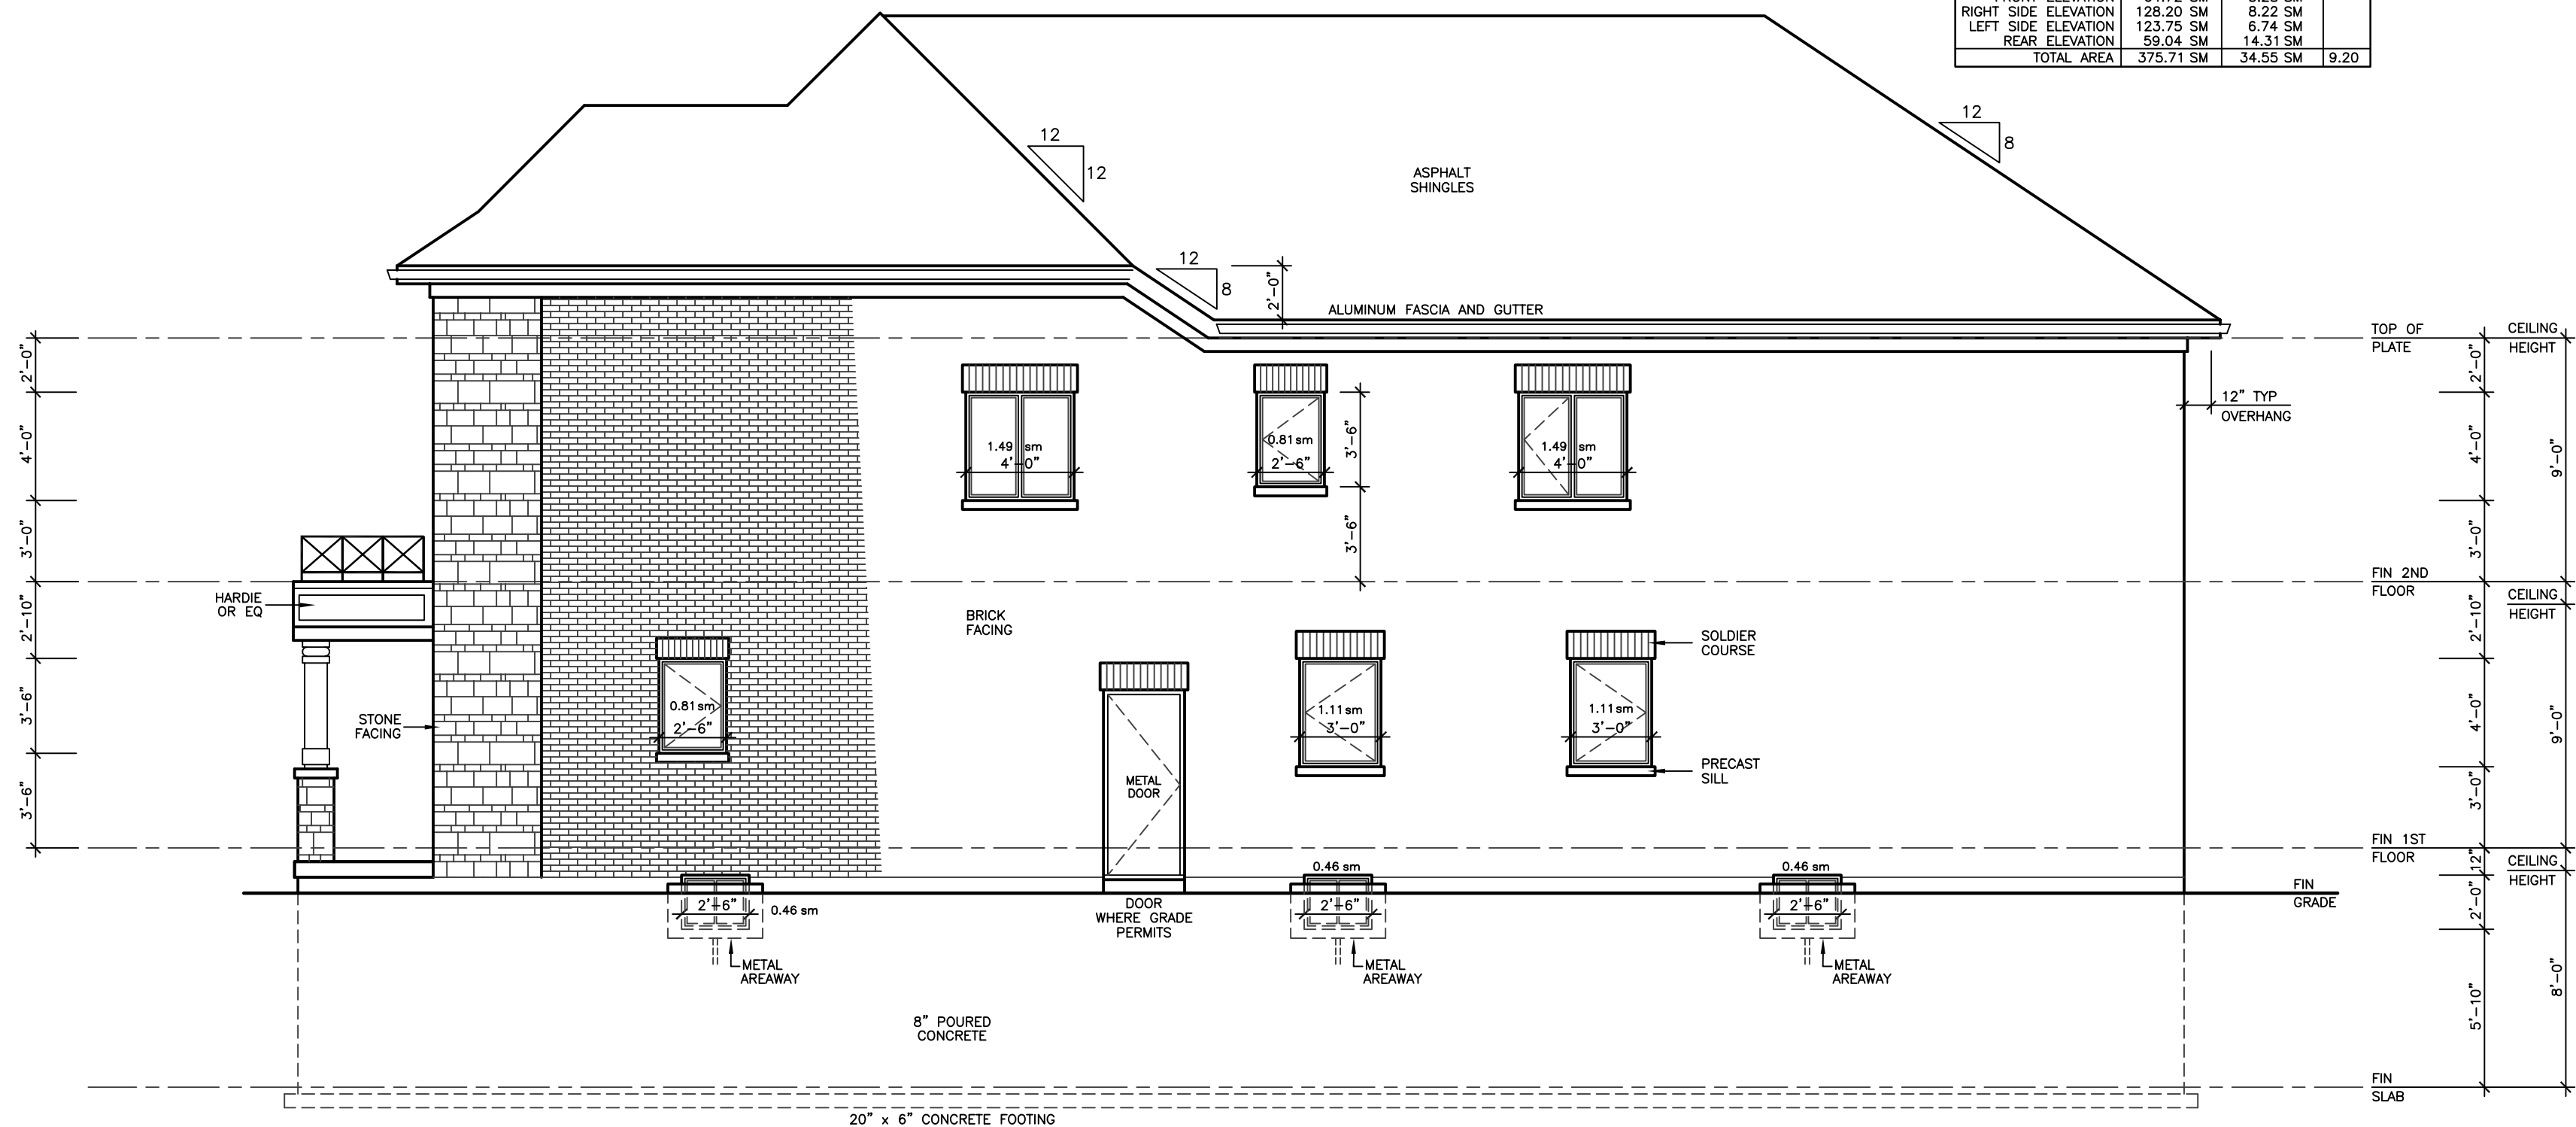 RIGHT SIDE ELEVATION 128.20 SM 8.22 SM
LEFT SIDE ELEVATION 123.75 SM 6.74 SM
REAR ELEVATION 59.04 SM 14.31 SM
TOTAL AREA 375.71 SM 34.55 SM 9.20
12
12
12
8
ASPHALT
SHINGLES
12
8
2'-0"
ALUMINUM FASCIA AND GUTTER
TOP OF
PLATE
CEILING
HEIGHT
2'-0"
4'-0"
3'-0"
2'-10"
3'-6"
3'-6"
12" TYP
OVERHANG
1.49 sm
4'-0"
0.81 sm
2'-6"
3'-6"
3'-6"
1.49 sm
4'-0"
2'-0"
4'-0"
3'-0"
9'-0"
FIN 2ND
FLOOR
CEILING
HEIGHT
HARDIE
OR EQ
BRICK
FACING
SOLDIER
COURSE
STONE
FACING
0.81 sm
2'-6"
METAL
DOOR
1.11 sm
3'-0"
1.11 sm
3'-0"
PRECAST
SILL
2'-10"
4'-0"
3'-0"
9'-0"
FIN 1ST
FLOOR
CEILING
HEIGHT
12"
2'-0"
5'-10"
8'-0"
FIN
GRADE
2'-6"
0.46 sm
METAL
AREAWAY
DOOR
WHERE GRADE
PERMITS
0.46 sm
2'-6"
METAL
AREAWAY
0.46 sm
2'-6"
METAL
AREAWAY
8" POURED
CONCRETE
FIN
SLAB
20" x 6" CONCRETE FOOTING